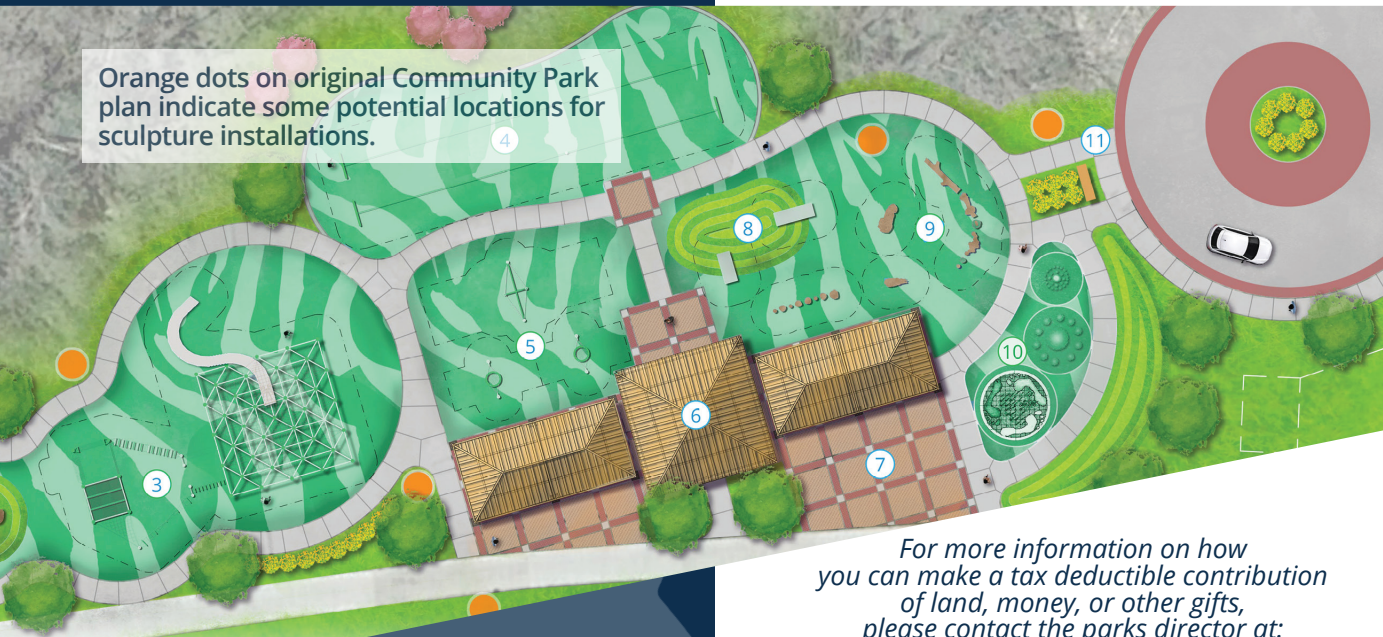 Orange dots on original Community Park
plan indicate some potential locations for
sculpture installations.
4
11
8
9
5
10
6
7
3
For more information on how
you can make a tax deductible contribution
of land, money, or other gifts,
please contact the parks director at: